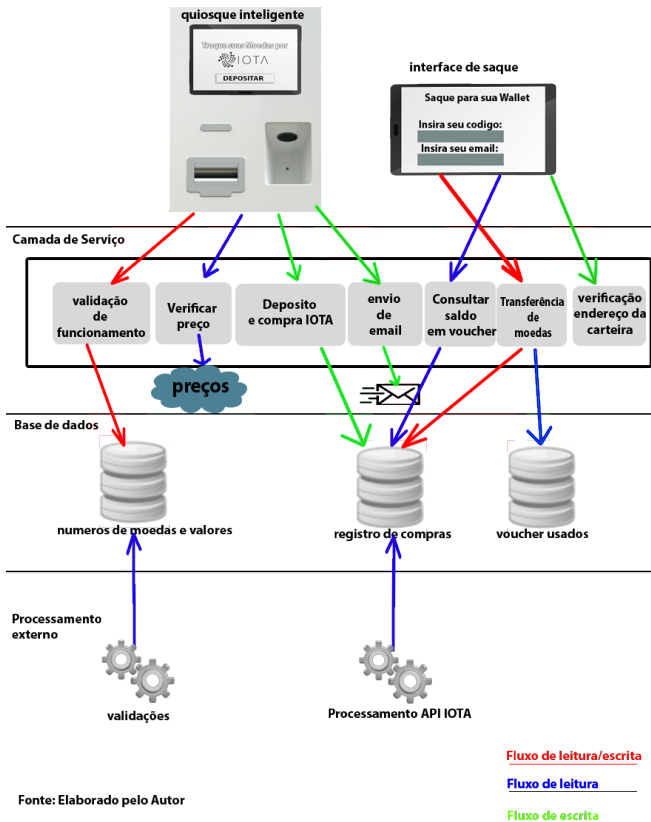 quiosque inteligente
Troque suas Moedas por
IOTA
DEPOSITAR
interface de saque
Saque para sua Wallet
Insira seu codigo:
Insira seu email:
Camada de Serviço
validação
de
funcionamento
Verificar
preço
Deposito
e compra IOTA
envio
de
email
Consultar
saldo
em voucher
Transferência
de
moedas
verificação
endereço da
carteira
preços
Base de dados
numeros de moedas e valores
registro de compras
voucher usados
Processamento
externo
validações
Processamento API IOTA
Fluxo de leitura/escrita
Fluxo de leitura
Fluxo de escrita
Fonte: Elaborado pelo Autor